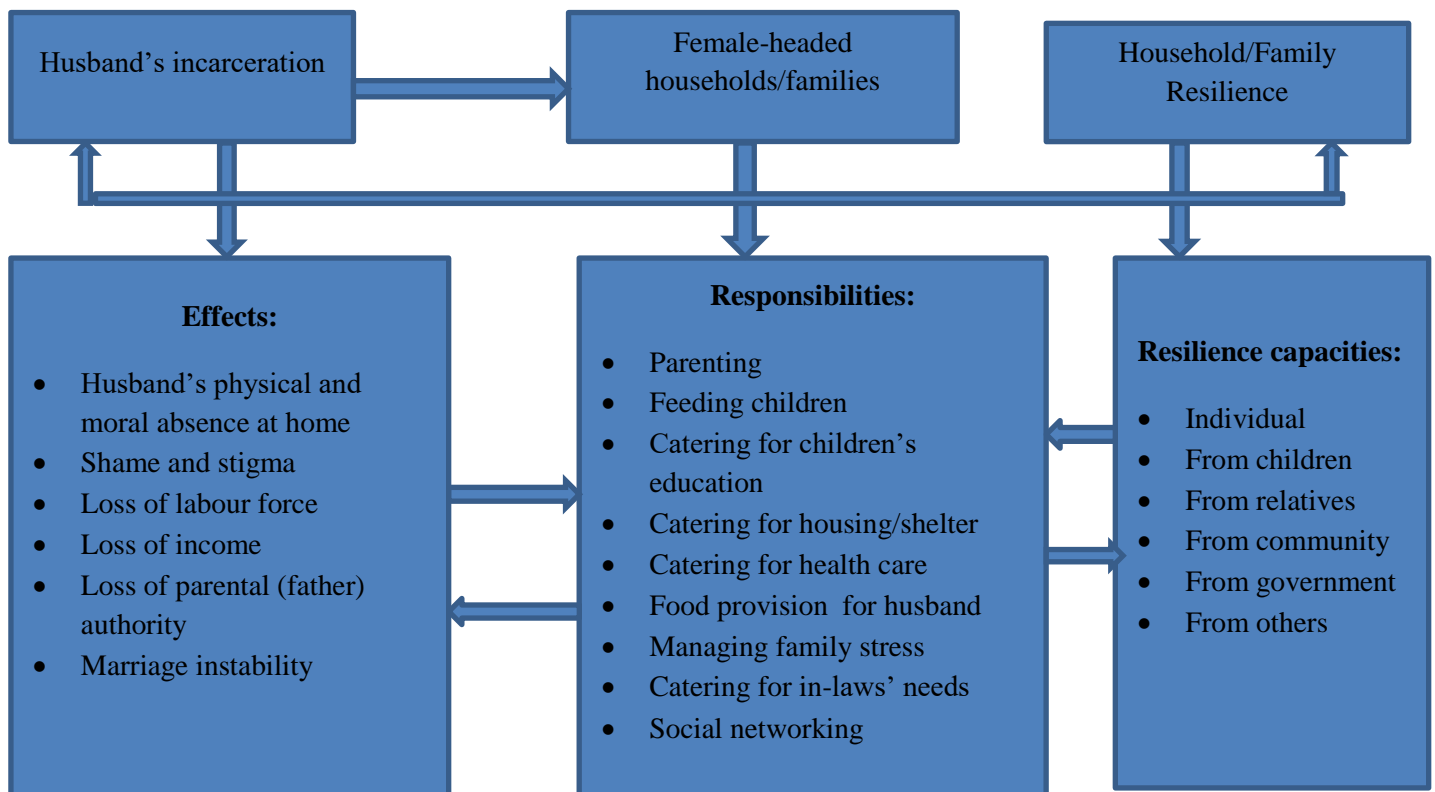 Husband’s incarceration
Female-headed
households/families
Household/Family
Resilience
Effects:
• Husband’s physical and
moral absence at home
• Shame and stigma
• Loss of labour force
• Loss of income
• Loss of parental (father)
authority
• Marriage instability
Responsibilities:
• Parenting
• Feeding children
• Catering for children’s
education
• Catering for housing/shelter
• Catering for health care
• Food provision for husband
• Managing family stress
• Catering for in-laws’ needs
• Social networking
Resilience capacities:
• Individual
• From children
• From relatives
• From community
• From government
• From others